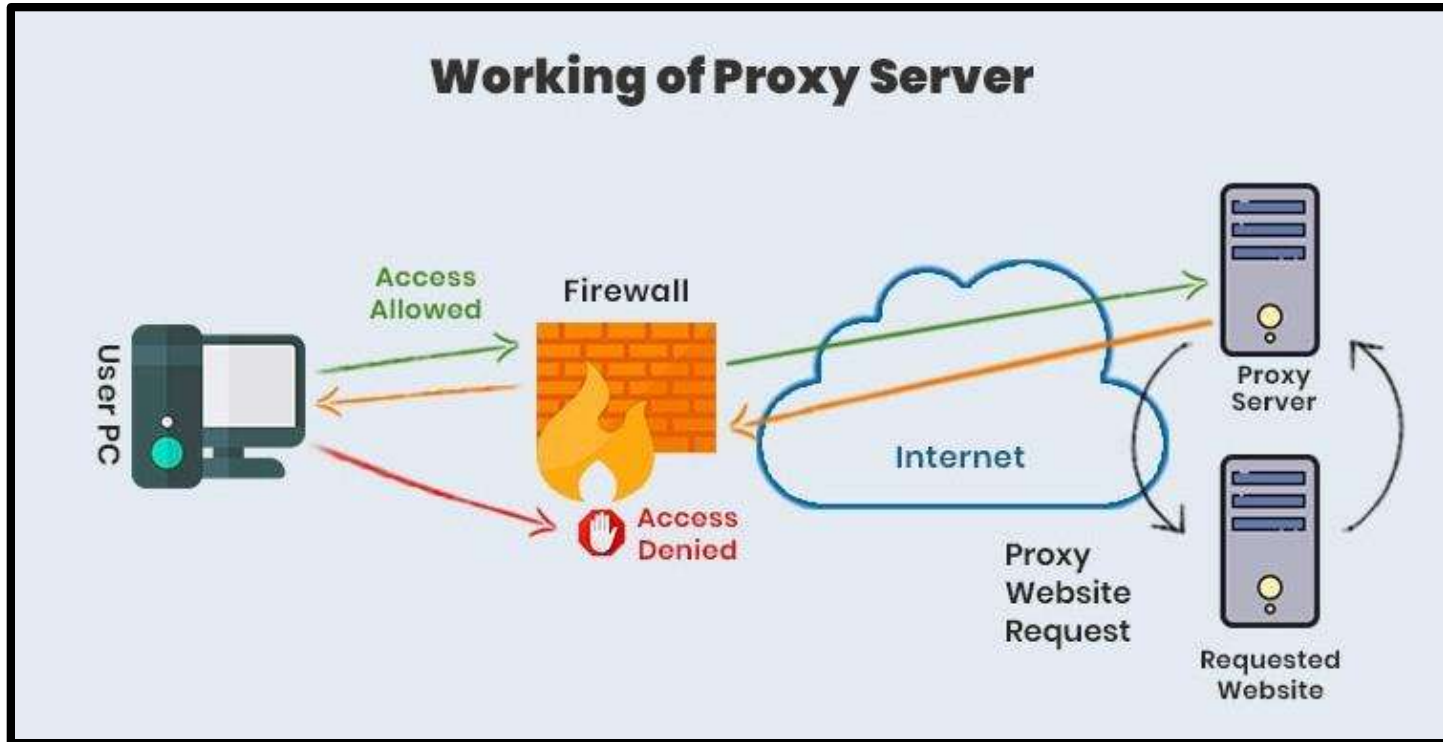 Working of Proxy Server
Access
Allowed
Firewall
User PC
Proxy
Server
Internet
Access
Denied
Proxy
Website
Request
Requested
Website